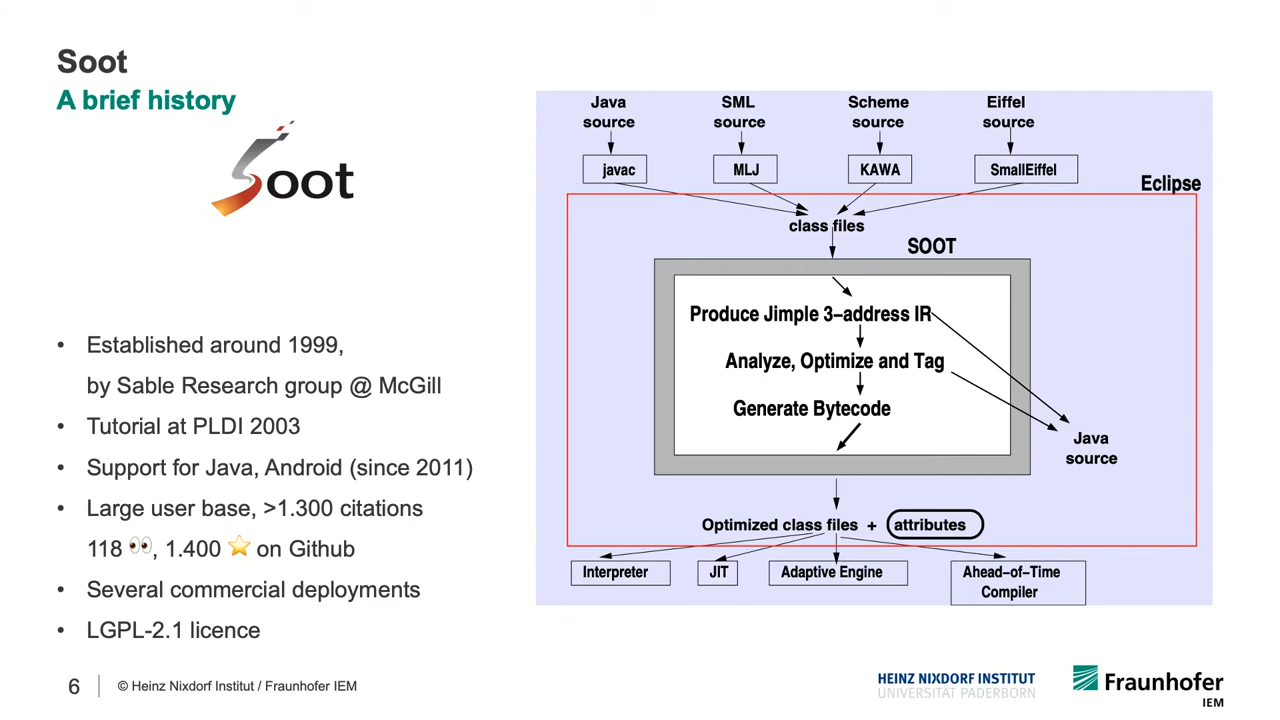 Soot
A brief history
Soot
• Established around 1999,
by Sable Research group @ McGill
• Tutorial at PLDI 2003
• Support for Java, Android (since 2011)
• Large user base, >1.300 citations
118 👀, 1.400 ⭐ on Github
• Several commercial deployments
• LGPL-2.1 licence
Java
source
SML
source
Scheme
source
Eiffel
source
javac
MLJ
KAWA
SmallEiffel
Eclipse
class files
SOOT
Produce Jimple 3–address IR
Analyze, Optimize and Tag
Generate Bytecode
Java
source
Optimized class files + attributes
Interpreter
JIT
Adaptive Engine
Ahead–of–Time
Compiler
6
© Heinz Nixdorf Institut / Fraunhofer IEM
HEINZ NIXDORF INSTITUT
UNIVERSITÄT PADERBORN
Fraunhofer
IEM